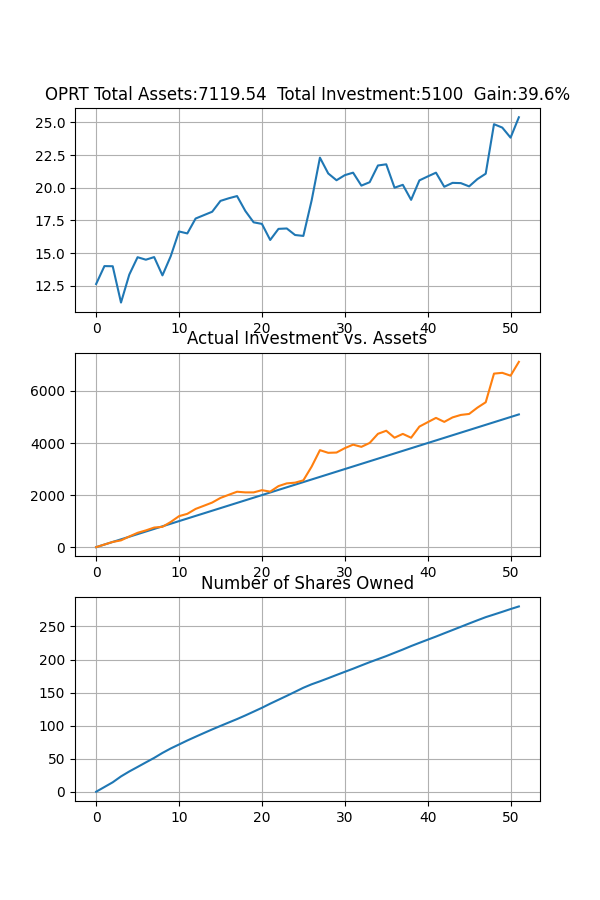 OPRT Total Assets:7119.54  Total Investment:5100  Gain:39.6%
25.0
22.5
20.0
17.5
15.0
12.5
0 10 20 30 40 50
Actual Investment vs. Assets
6000
4000
2000
0
0 10 20 30 40 50
Number of Shares Owned
250
200
150
100
50
0
0 10 20 30 40 50